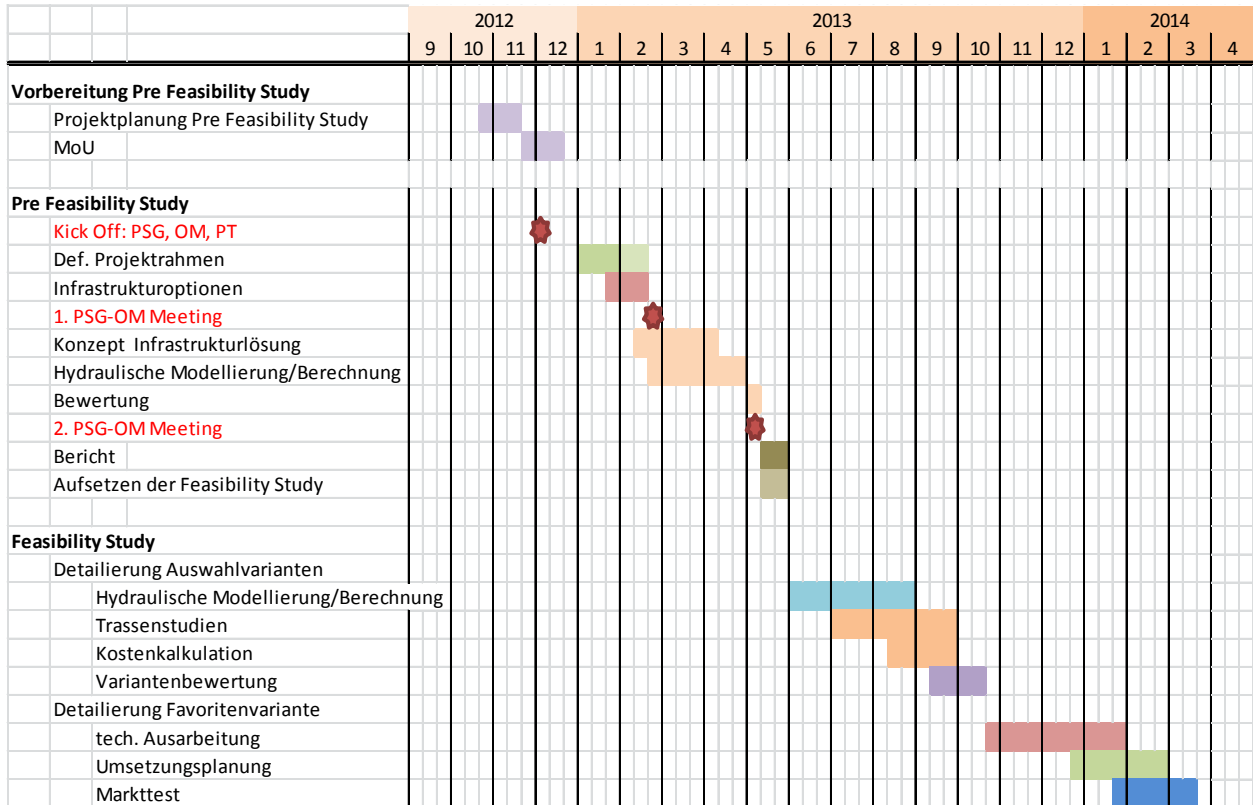 2012 2013 2014
9 10 11 12 1 2 3 4 5 6 7 8 9 10 11 12 1 2 3 4
Vorbereitung Pre Feasibility Study
Projektplanung Pre Feasibility Study
MoU
Pre Feasibility Study
Kick Off: PSG, OM, PT
Def. Projektrahmen
Infrastrukturoptionen
1. PSG-OM Meeting
Konzept Infrastrukturlösung
Hydraulische Modellierung/Berechnung
Bewertung
2. PSG-OM Meeting
Bericht
Aufsetzen der Feasibility Study
Feasibility Study
Detailierung Auswahlvarianten
Hydraulische Modellierung/Berechnung
Trassenstudien
Kostenkalkulation
Variantenbewertung
Detailierung Favoritenvariante
tech. Ausarbeitung
Umsetzungsplanung
Markttest